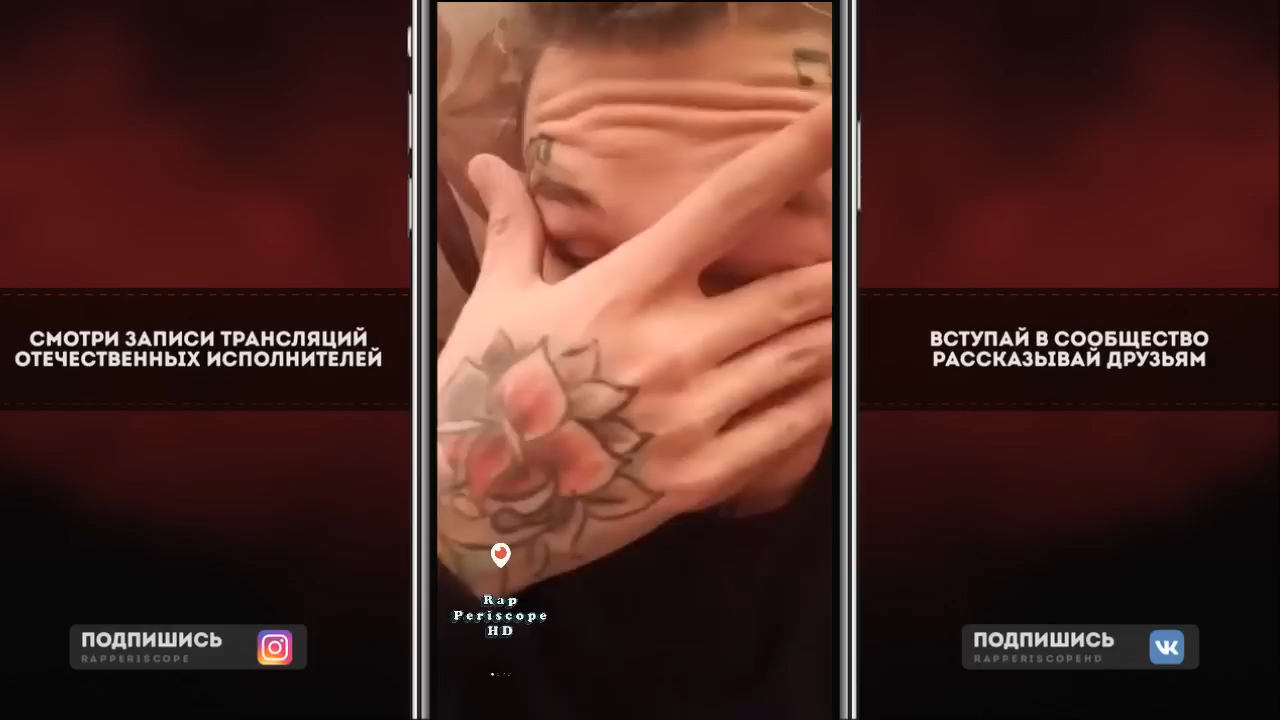 СМОТРИ ЗАПИСИ ТРАНСЛЯЦИЙ
ОТЕЧЕСТВЕННЫХ ИСПОЛНИТЕЛЕЙ
ВСТУПАЙ В СООБЩЕСТВО
РАССКАЗЫВАЙ ДРУЗЬЯМ
Rap
Periscope
HD
ПОДПИШИСЬ
RAPPERISCOPE
ПОДПИШИСЬ
RAPPERISCOPEHD